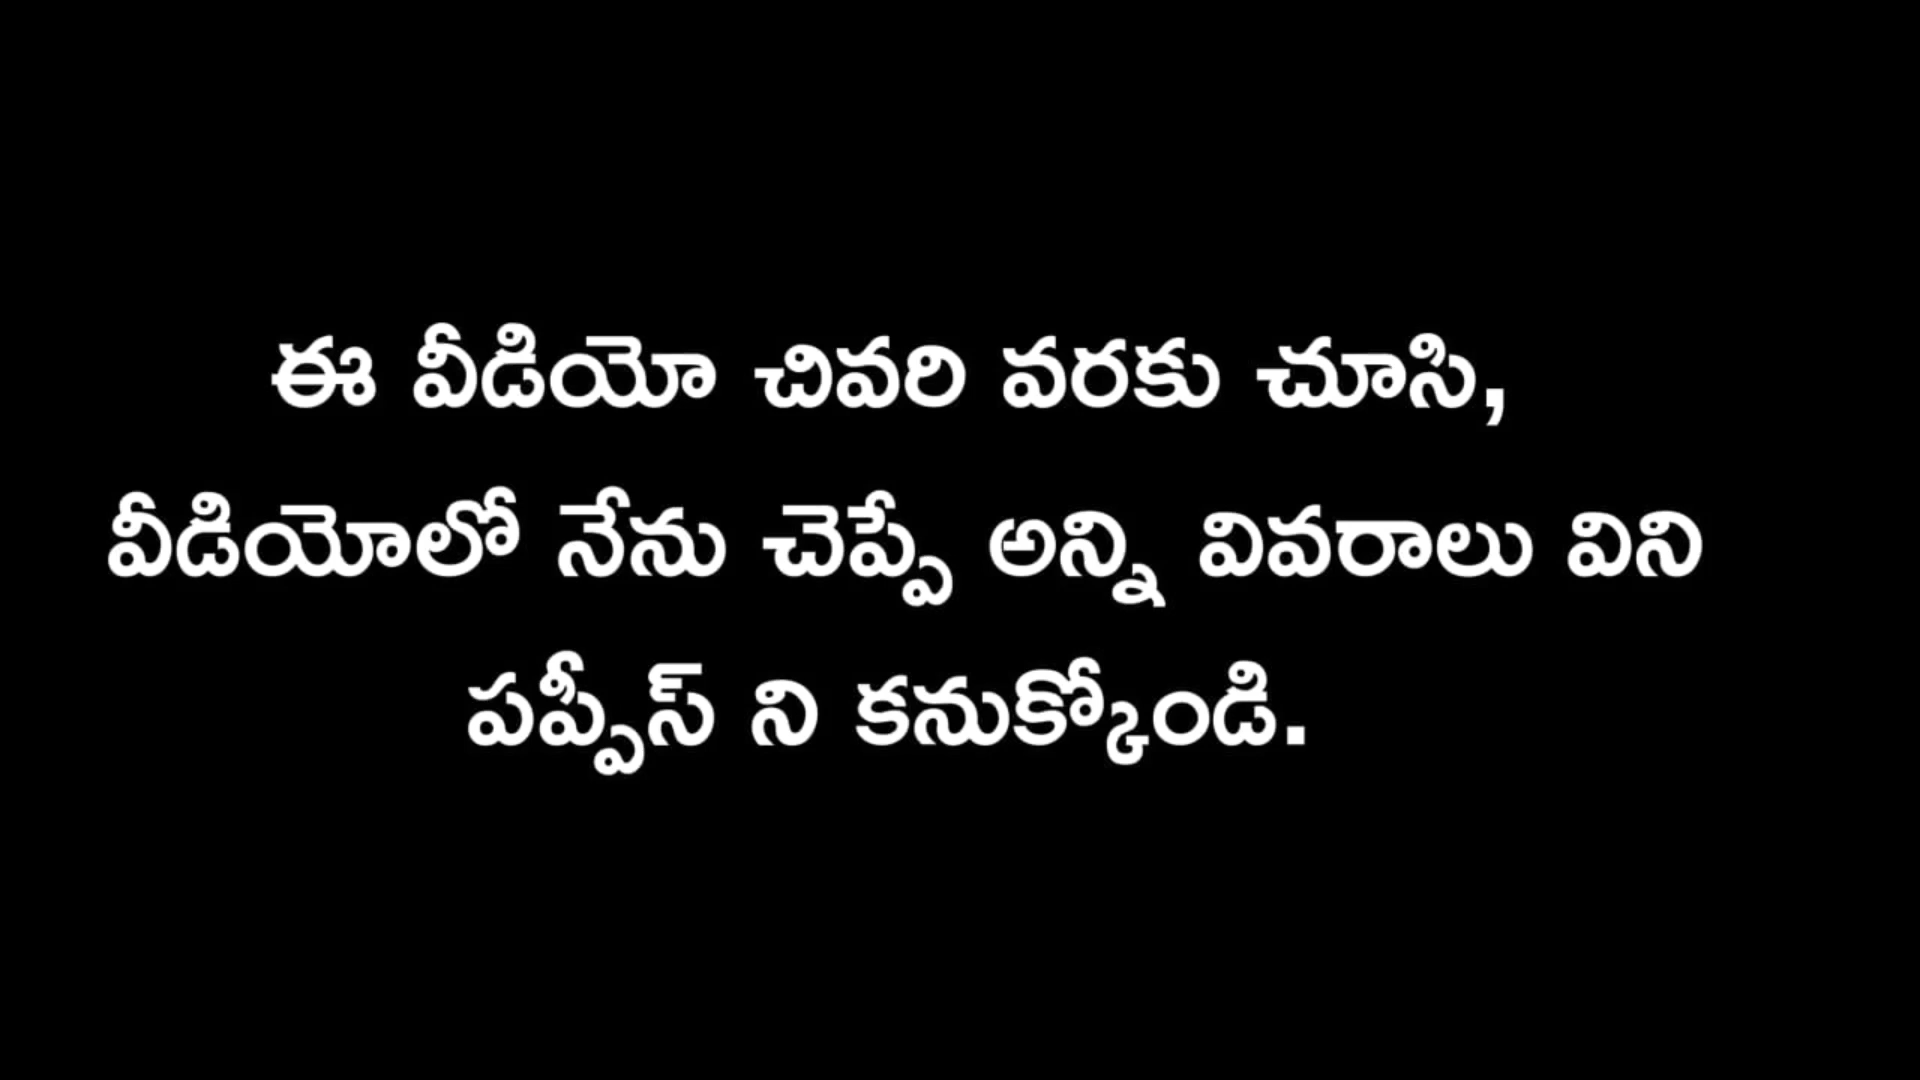 ఈ వీడియో చివరి వరకు చూసి,
వీడియోలో నేను చెప్పే అన్ని వివరాలు విని
పప్పీస్ ని కనుక్కోండి.